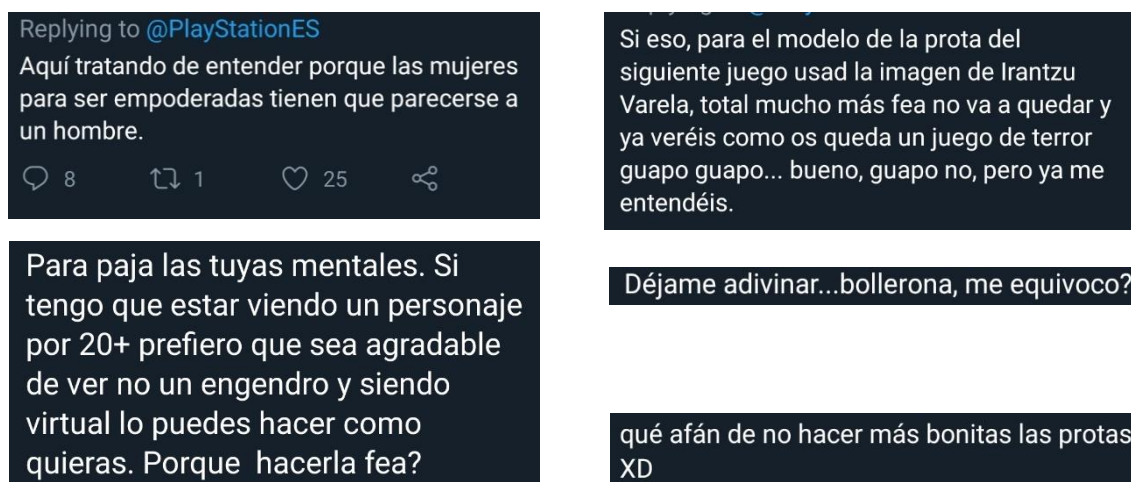 Replying to @PlayStationES
Aquí tratando de entender porque las mujeres
para ser empoderadas tienen que parecerse a
un hombre.
8 1 25
Para paja las tuyas mentales. Si
tengo que estar viendo un personaje
por 20+ prefiero que sea agradable
de ver no un engendro y siendo
virtual lo puedes hacer como
quieras. Porque hacerla fea?
Si eso, para el modelo de la prota del
siguiente juego usad la imagen de Irantzu
Varela, total mucho más fea no va a quedar y
ya veréis como os queda un juego de terror
guapo guapo... bueno, guapo no, pero ya me
entendéis.
Déjame adivinar...bollerona, me equivoco?
qué afán de no hacer más bonitas las protas
XD